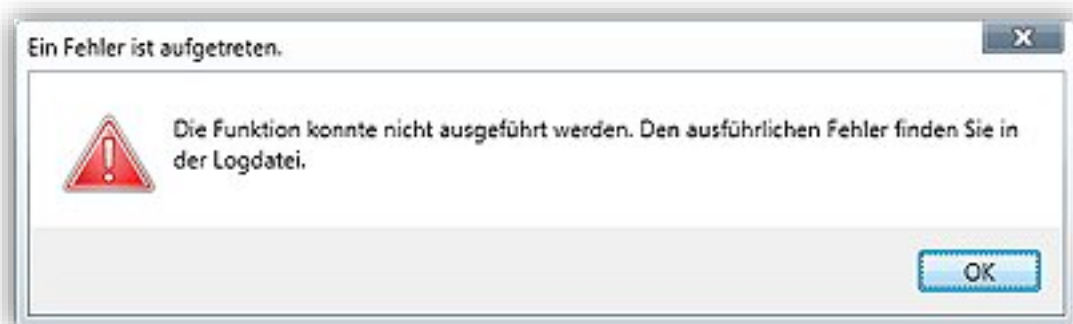 Ein Fehler ist aufgetreten.
Die Funktion konnte nicht ausgeführt werden. Den ausführlichen Fehler finden Sie in
der Logdatei.
OK